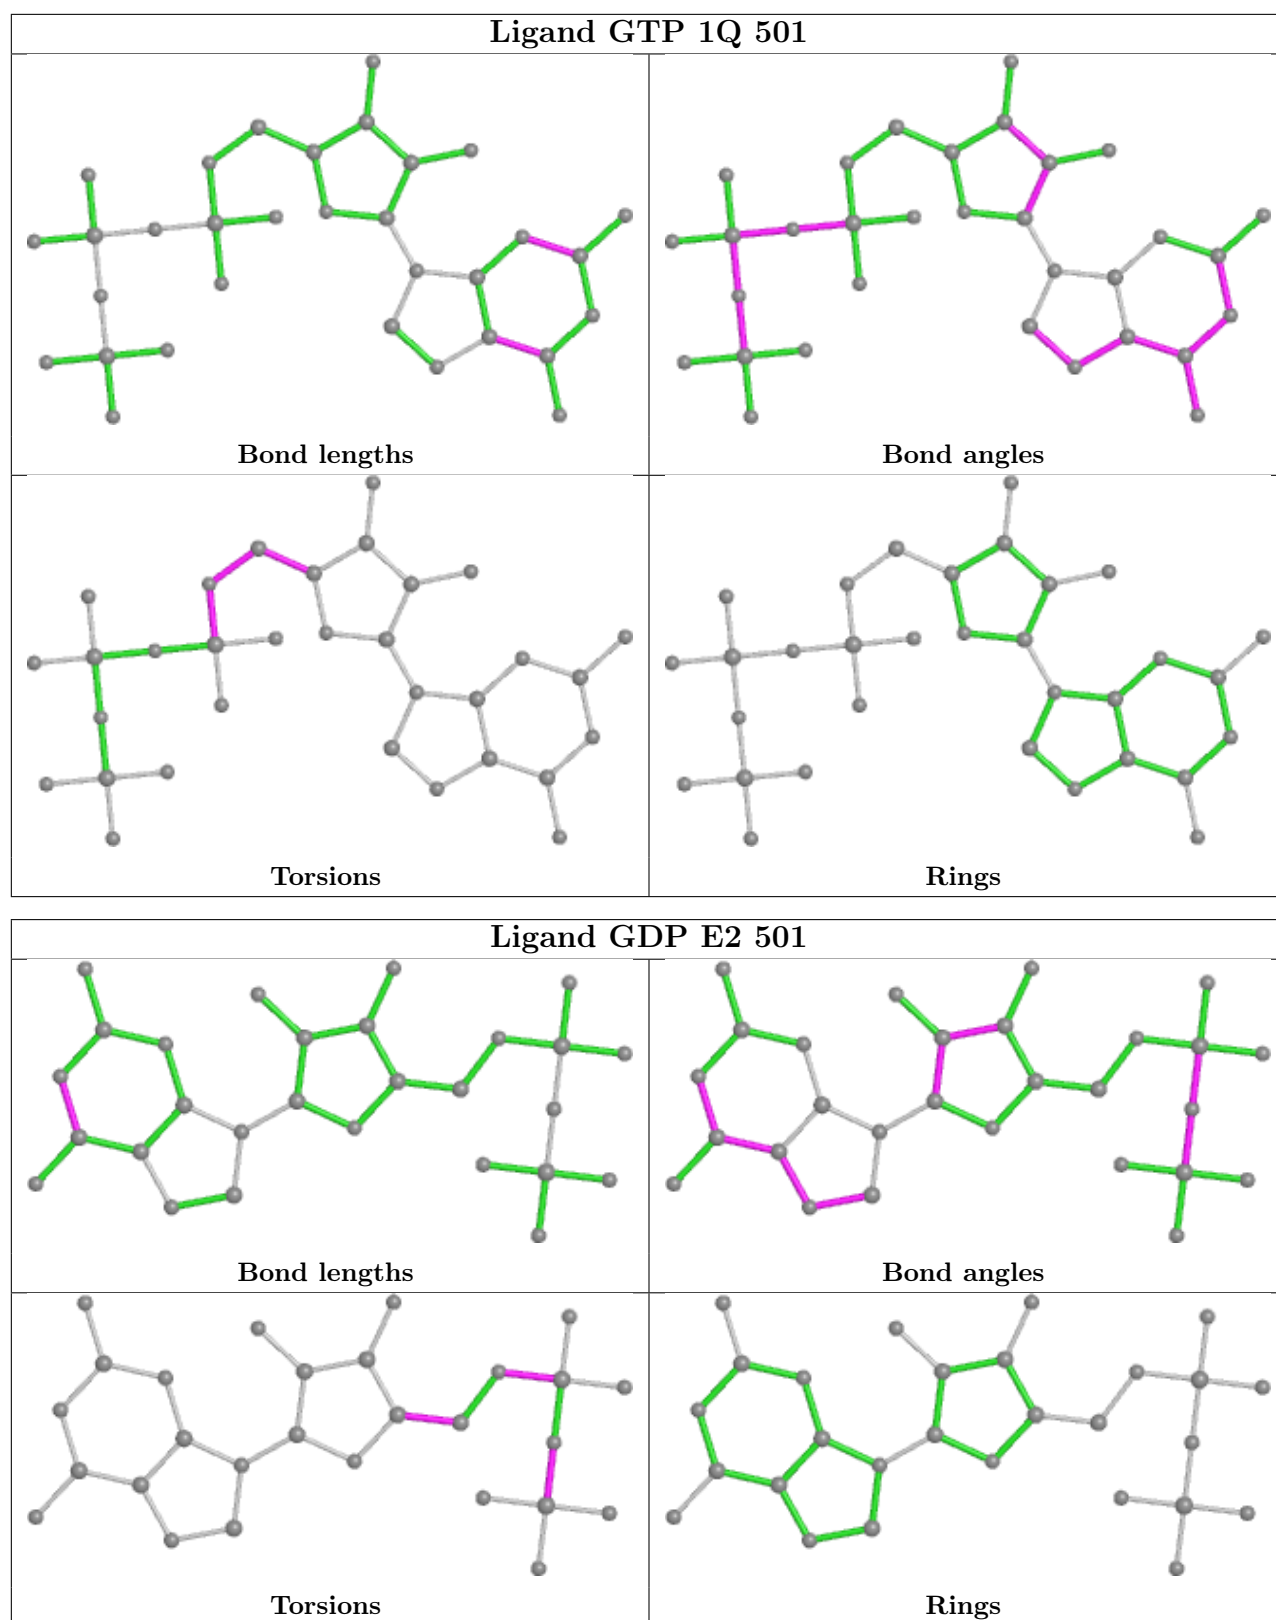 Ligand GTP 1Q 501
Bond lengths
Bond angles
Torsions
Rings
Ligand GDP E2 501
Bond lengths
Bond angles
Torsions
Rings